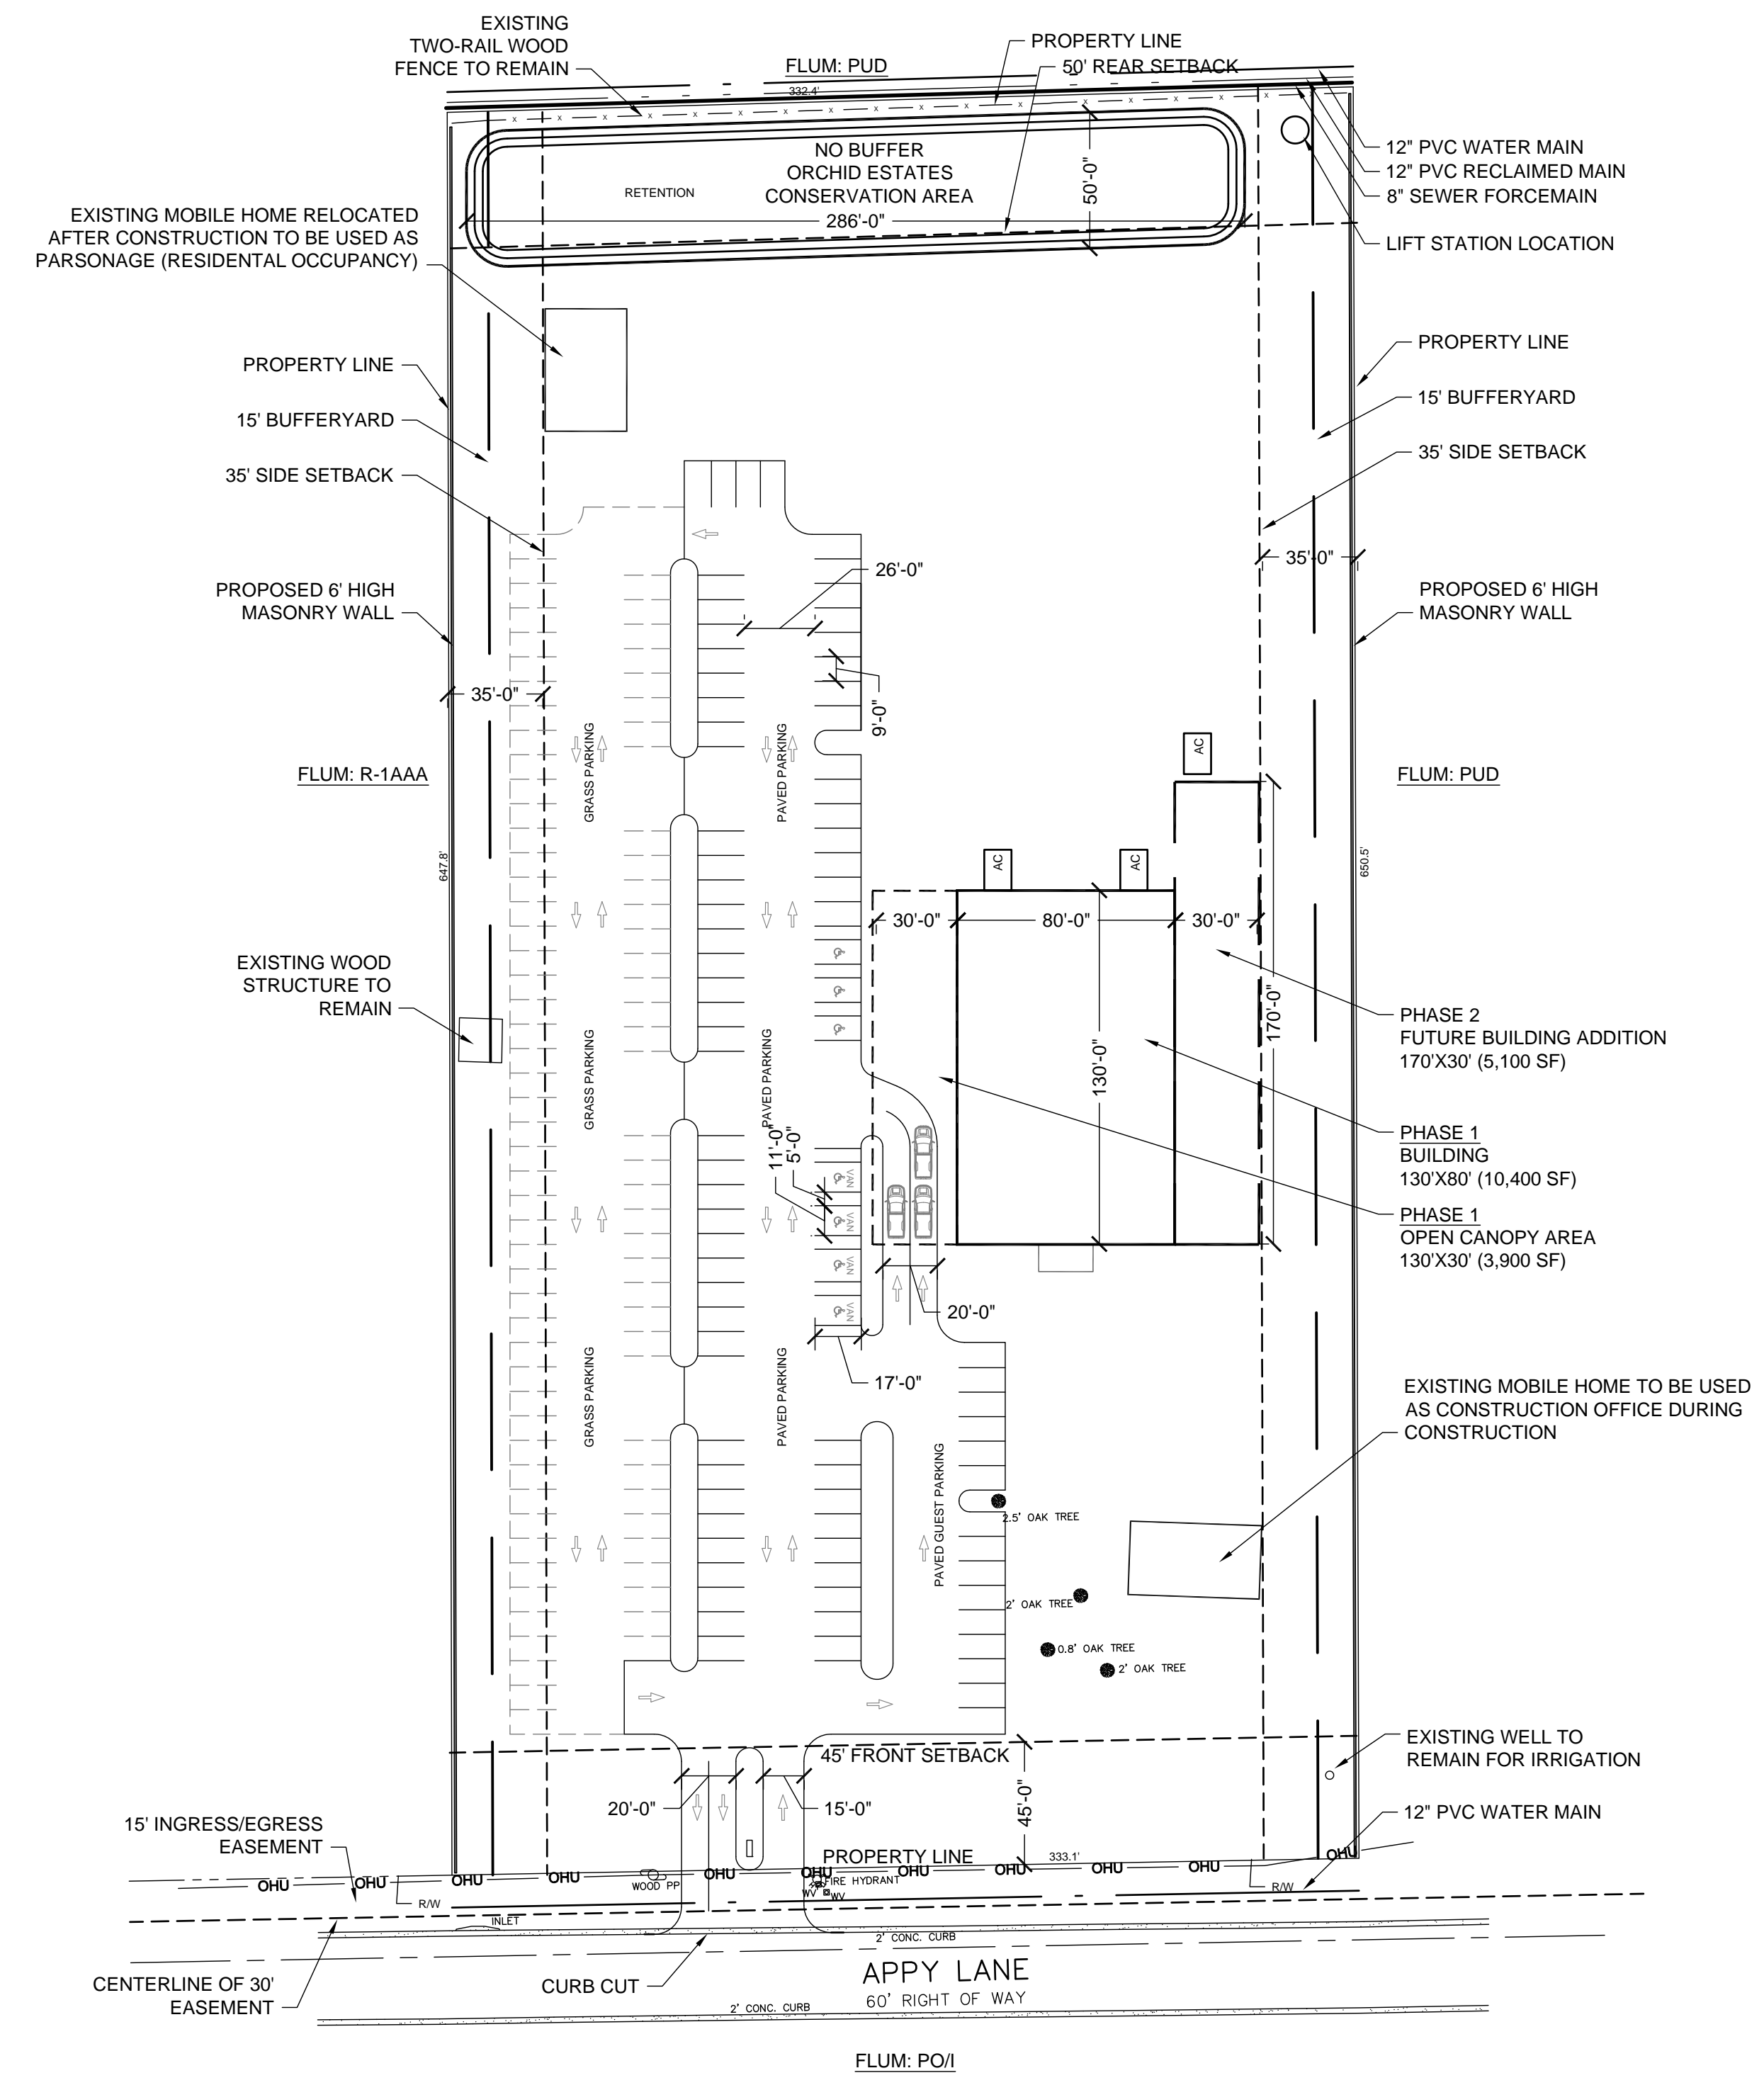 EXISTING
TWO-RAIL WOOD
FENCE TO REMAIN
FLUM: PUD
PROPERTY LINE
50' REAR SETBACK
332.4'
NO BUFFER
ORCHID ESTATES
CONSERVATION AREA
RETENTION
286'-0"
50'-0"
12" PVC WATER MAIN
12" PVC RECLAIMED MAIN
8" SEWER FORCEMAIN
LIFT STATION LOCATION
EXISTING MOBILE HOME RELOCATED
AFTER CONSTRUCTION TO BE USED AS
PARSONAGE (RESIDENTAL OCCUPANCY)
PROPERTY LINE
15' BUFFERYARD
35' SIDE SETBACK
PROPOSED 6' HIGH
MASONRY WALL
PROPERTY LINE
15' BUFFERYARD
35' SIDE SETBACK
35'-0"
PROPOSED 6' HIGH
MASONRY WALL
26'-0"
9'-0"
35'-0"
GRASS PARKING
PAVED PARKING
FLUM: R-1AAA
FLUM: PUD
AC
AC
AC
647.8'
650.5'
30'-0"
80'-0"
30'-0"
EXISTING WOOD
STRUCTURE TO
REMAIN
GRASS PARKING
PAVED PARKING
130'-0"
170'-0"
PHASE 2
FUTURE BUILDING ADDITION
170'X30' (5,100 SF)
PHASE 1
BUILDING
130'X80' (10,400 SF)
PHASE 1
OPEN CANOPY AREA
130'X30' (3,900 SF)
11'-0"
5'-0"
VAN
VAN
VAN
VAN
20'-0"
17'-0"
GRASS PARKING
PAVED PARKING
PAVED GUEST PARKING
EXISTING MOBILE HOME TO BE USED
AS CONSTRUCTION OFFICE DURING
CONSTRUCTION
2.5' OAK TREE
2' OAK TREE
0.8' OAK TREE
2' OAK TREE
45' FRONT SETBACK
45'-0"
EXISTING WELL TO
REMAIN FOR IRRIGATION
20'-0"
15'-0"
12" PVC WATER MAIN
15' INGRESS/EGRESS
EASEMENT
PROPERTY LINE
333.1'
OHU
OHU
OHU
OHU
OHU
OHU
OHU
OHU
OHU
OHU
OHU
WOOD PP
FIRE HYDRANT
WV
WV
R/W
R/W
INLET
2' CONC. CURB
CENTERLINE OF 30'
EASEMENT
CURB CUT
APPY LANE
60' RIGHT OF WAY
2' CONC. CURB
FLUM: PO/I